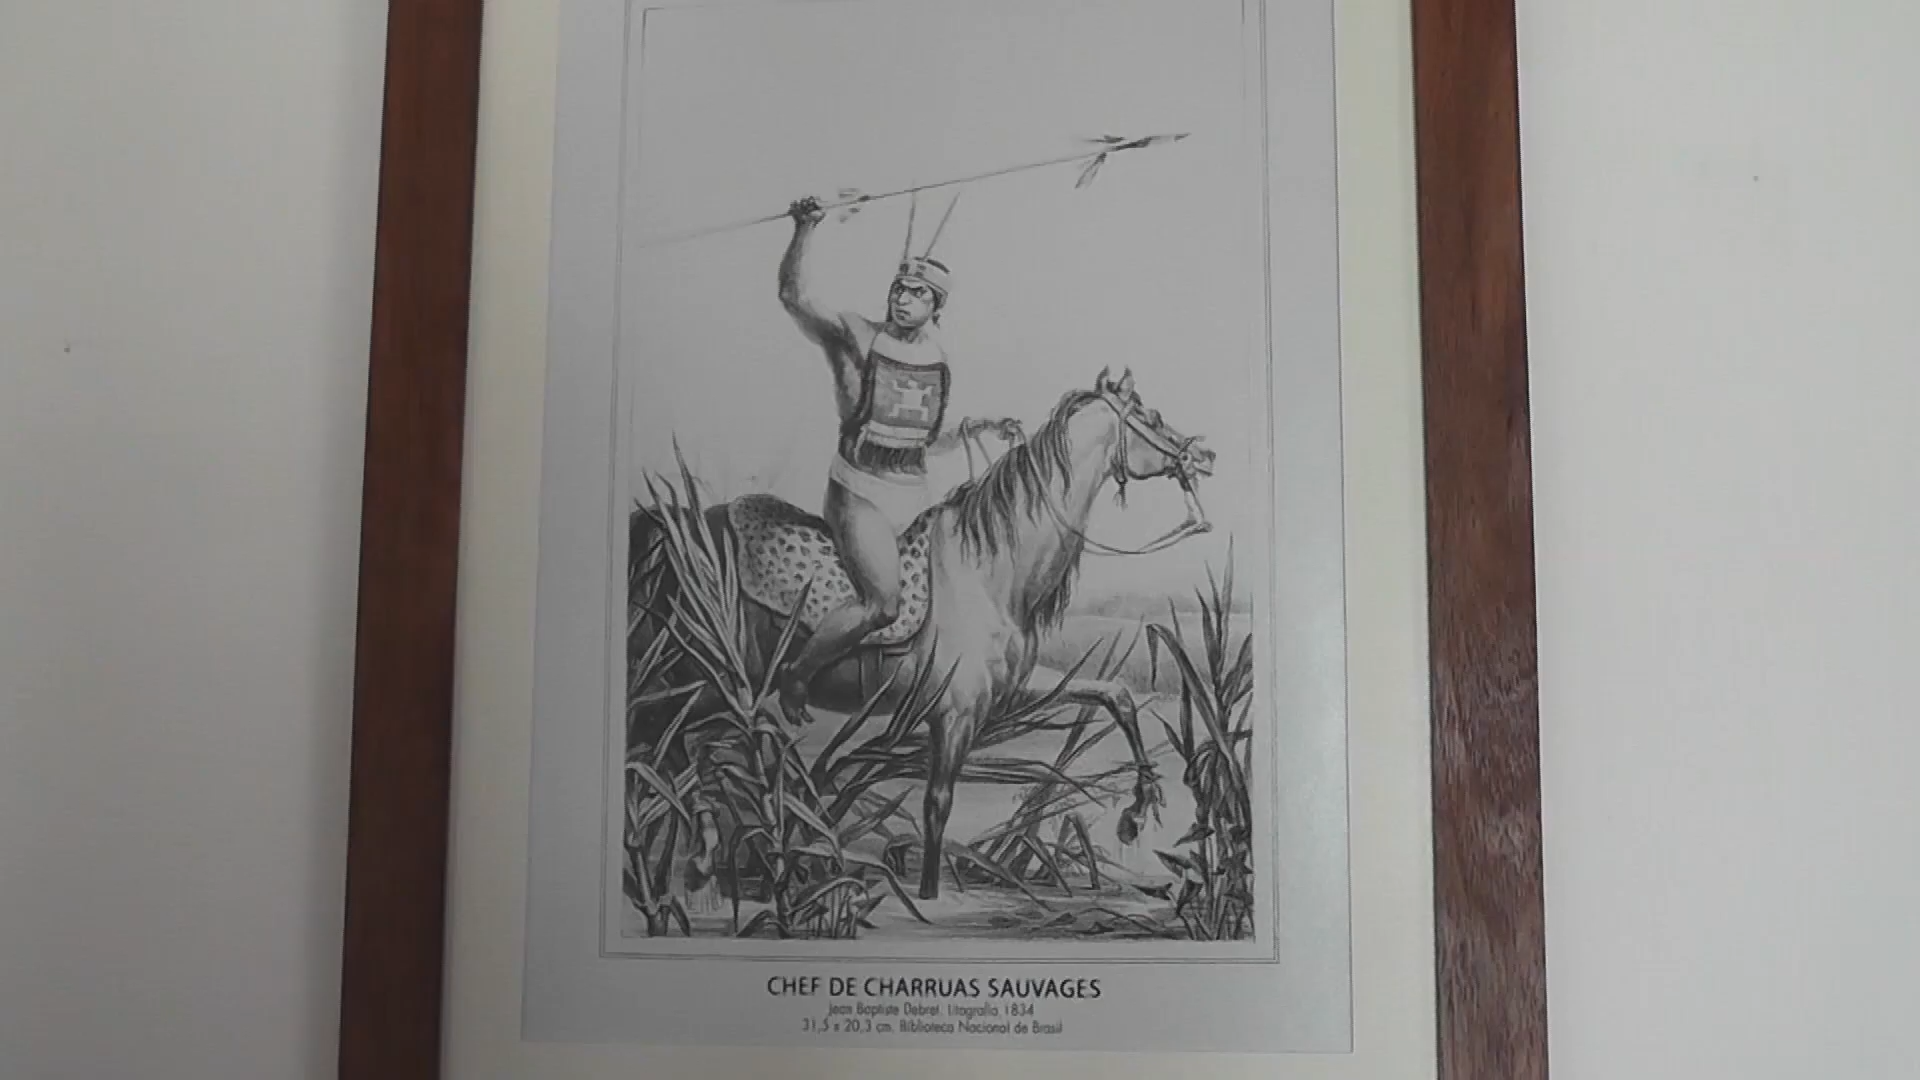 CHEF DE CHARRUAS SAUVAGES
Jean Baptiste Debret. Litografía, 1834
31,5 x 20,3 cm. Biblioteca Nacional de Brasil